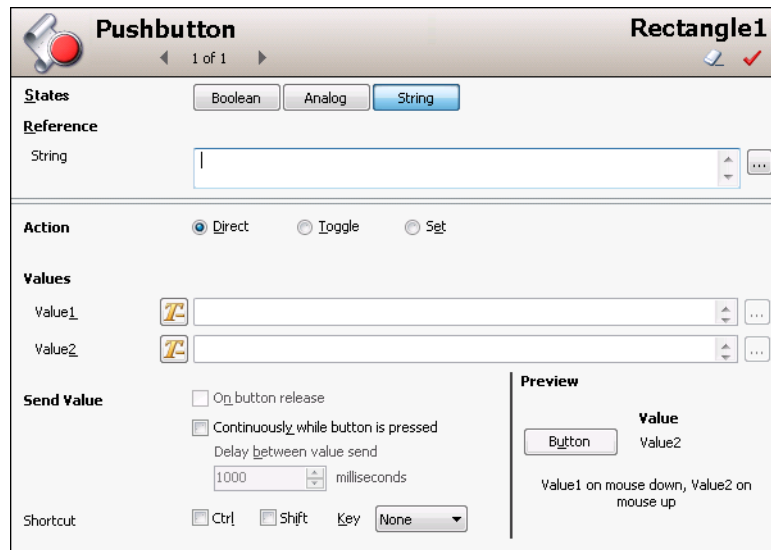 Pushbutton
Rectangle1
1 of 1
States
Boolean
Analog
String
Reference
String
...
Action
Direct
Toggle
Set
Values
Value1
T
...
Value2
T
...
Send Value
On button release
Continuously while button is pressed
Delay between value send
1000 milliseconds
Shortcut
Ctrl
Shift
Key
None
Preview
Value
Button
Value2
Value1 on mouse down, Value2 on
mouse up